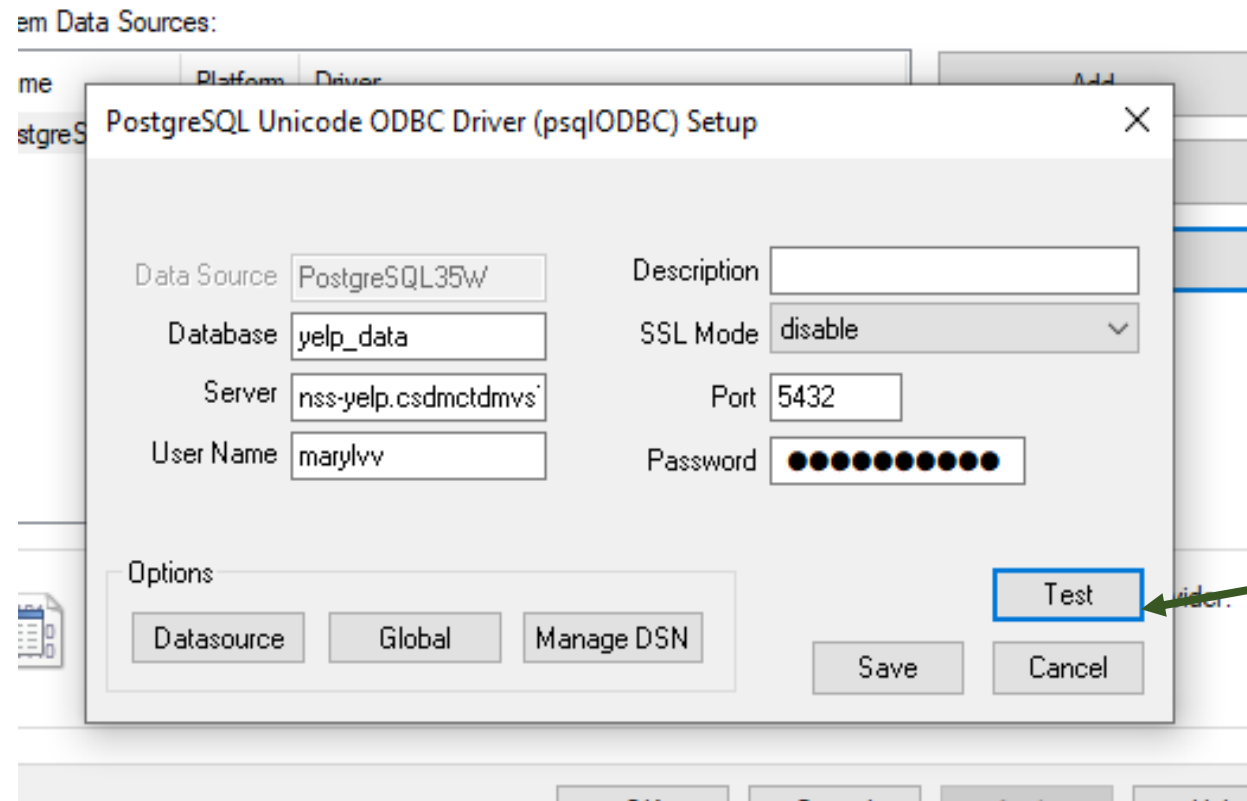 em Data Sources:
me Platform Driver
Add
stgreS
PostgreSQL Unicode ODBC Driver (psqlODBC) Setup
Data Source PostgreSQL35W
Description
Database yelp_data
SSL Mode disable
Server nss-yelp.csdmctdmvs
Port 5432
User Name marylvv
Password ●●●●●●●●●●
Options
Test
vider.
Datasource Global Manage DSN
Save Cancel